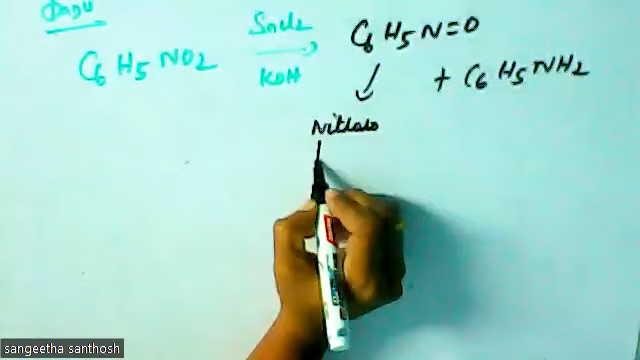 C6H5NO2 SnCl2 C6H5N=O
KOH + C6H5NH2
Nitroso
sangeetha santhosh